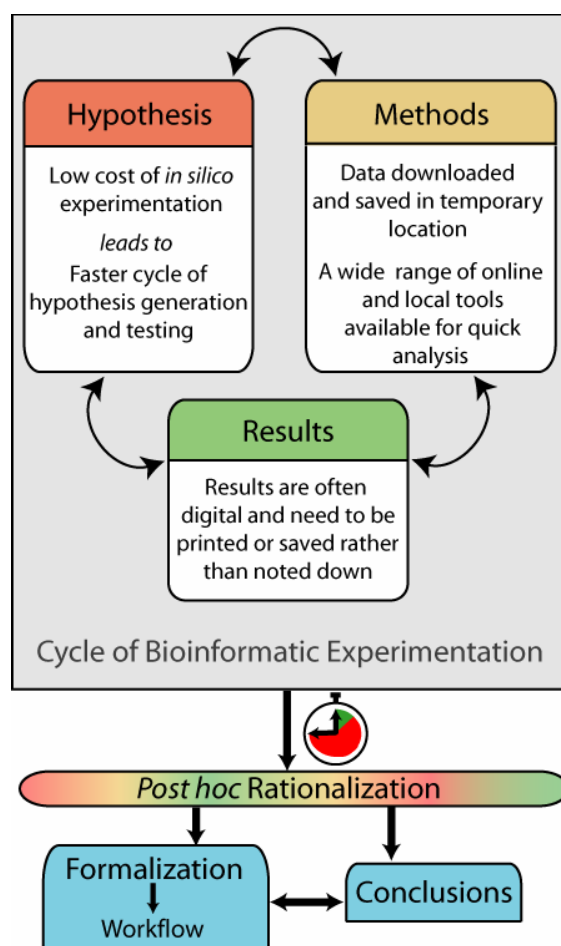 Hypothesis
Low cost of in silico
experimentation
leads to
Faster cycle of
hypothesis generation
and testing
Methods
Data downloaded
and saved in temporary
location
A wide range of online
and local tools
available for quick
analysis
Results
Results are often
digital and need to be
printed or saved rather
than noted down
Cycle of Bioinformatic Experimentation
Post hoc Rationalization
Formalization
Workflow
Conclusions